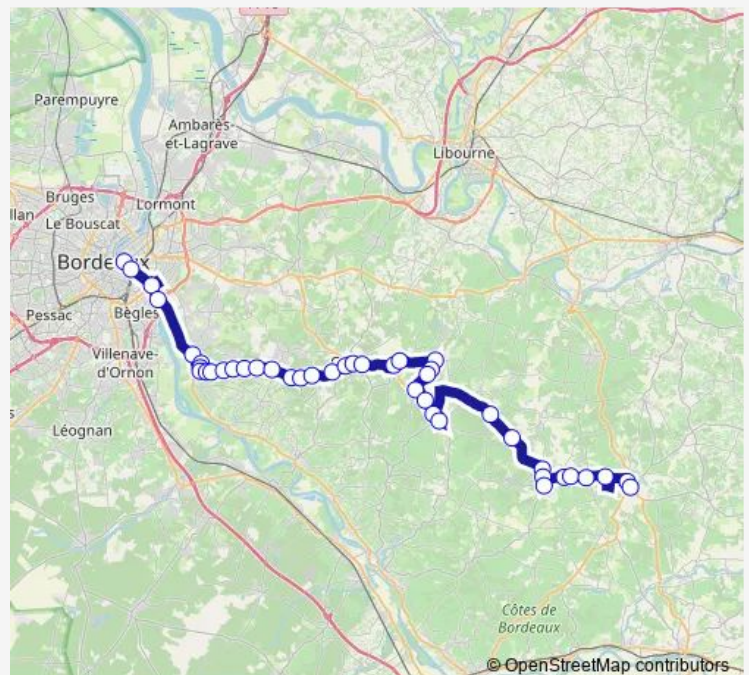 Parempuyre
Ambarès-
et-Lagrave
Libourne
Bruges
Lormont
llan
Le Bouscat
Bordeaux
Pessac
Bègles
Villenave-
d'Ornon
Léognan
Côtes de
Bordeaux
© OpenStreetMap contributors